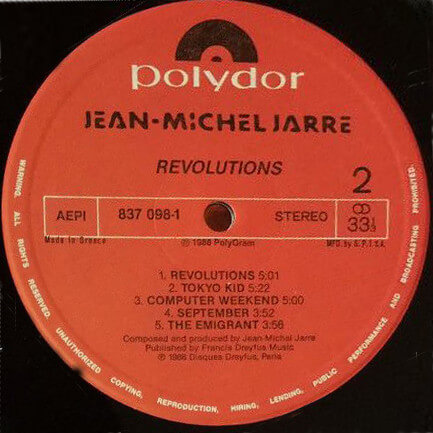 polydor
JEAN-MICHEL JARRE
REVOLUTIONS
2
AEPI 837 098-1 STEREO 33 1/3
Made in Greece ℗ 1988 PolyGram MFD. by G.P.I.S.A.
1. REVOLUTIONS 5:01
2. TOKYO KID 5:22
3. COMPUTER WEEKEND 5:00
4. SEPTEMBER 3:52
5. THE EMIGRANT 3:56
Composed and produced by Jean-Michel Jarre
Published by Francis Dreyfus Music
℗ 1988 Disques Dreyfus, Paris
WARNING. ALL RIGHTS RESERVED. UNAUTHORIZED COPYING, REPRODUCTION, HIRING, LENDING, PUBLIC PERFORMANCE AND BROADCASTING PROHIBITED.